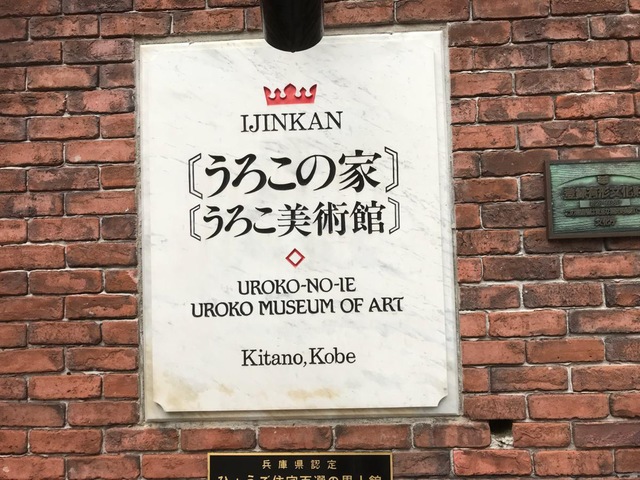 IJINKAN
〔うろこの家〕
〔うろこ美術館〕
UROKO-NO-IE
UROKO MUSEUM OF ART
Kitano,Kobe
兵庫県認定